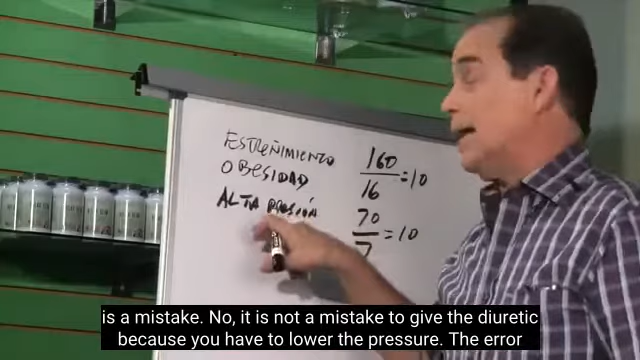 ESTREÑIMIENTO
OBESIDAD
ALTA PRESIÓN
160
16
=10
70
7
=10
is a mistake. No, it is not a mistake to give the diuretic
because you have to lower the pressure. The error